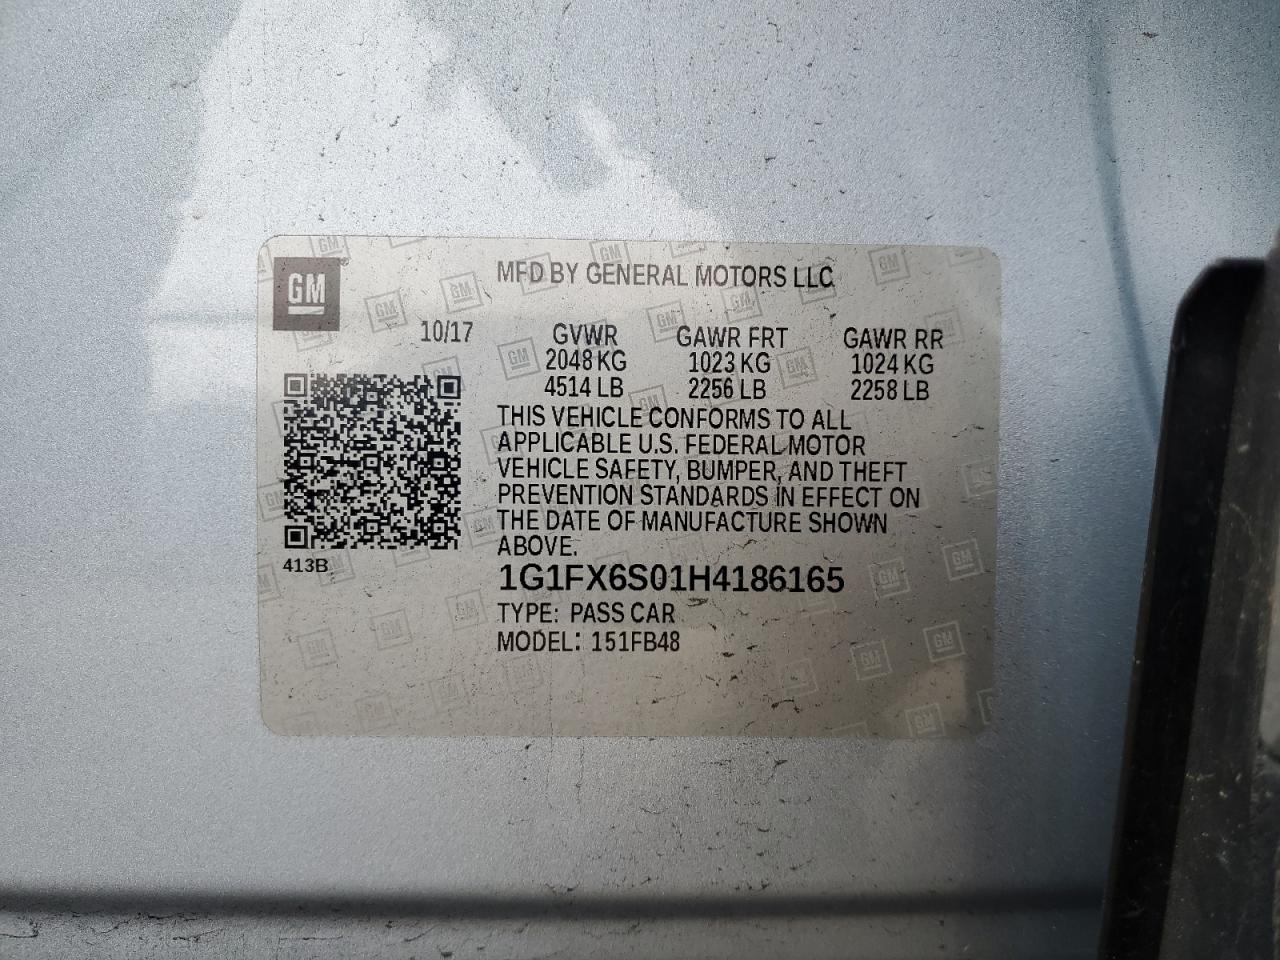 GM
MFD BY GENERAL MOTORS LLC
10/17
GVWR GAWR FRT GAWR RR
2048 KG 1023 KG 1024 KG
4514 LB 2256 LB 2258 LB
THIS VEHICLE CONFORMS TO ALL
APPLICABLE U.S. FEDERAL MOTOR
VEHICLE SAFETY, BUMPER, AND THEFT
PREVENTION STANDARDS IN EFFECT ON
THE DATE OF MANUFACTURE SHOWN
ABOVE.
413B
1G1FX6S01H4186165
TYPE: PASS CAR
MODEL: 151FB48